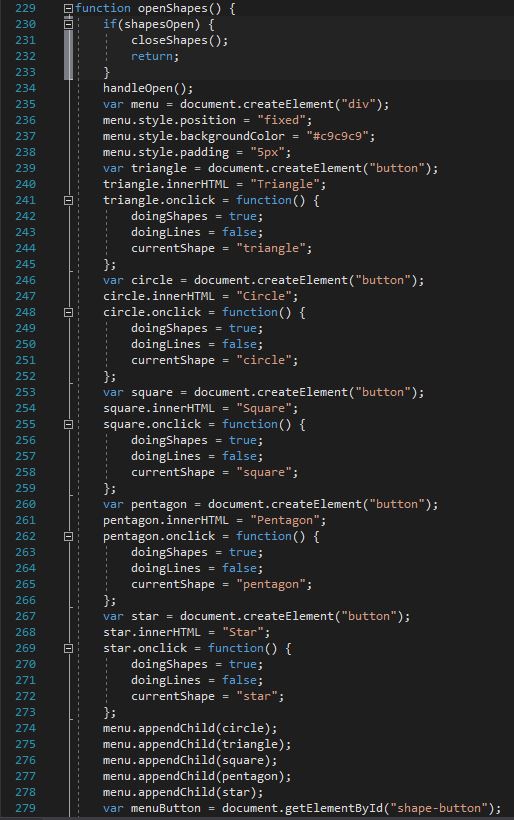 229 function openShapes() {
230 if(shapesOpen) {
231 closeShapes();
232 return;
233 }
234 handleOpen();
235 var menu = document.createElement("div");
236 menu.style.position = "fixed";
237 menu.style.backgroundColor = "#c9c9c9";
238 menu.style.padding = "5px";
239 var triangle = document.createElement("button");
240 triangle.innerHTML = "Triangle";
241 triangle.onclick = function() {
242 doingShapes = true;
243 doingLines = false;
244 currentShape = "triangle";
245 };
246 var circle = document.createElement("button");
247 circle.innerHTML = "Circle";
248 circle.onclick = function() {
249 doingShapes = true;
250 doingLines = false;
251 currentShape = "circle";
252 };
253 var square = document.createElement("button");
254 square.innerHTML = "Square";
255 square.onclick = function() {
256 doingShapes = true;
257 doingLines = false;
258 currentShape = "square";
259 };
260 var pentagon = document.createElement("button");
261 pentagon.innerHTML = "Pentagon";
262 pentagon.onclick = function() {
263 doingShapes = true;
264 doingLines = false;
265 currentShape = "pentagon";
266 };
267 var star = document.createElement("button");
268 star.innerHTML = "Star";
269 star.onclick = function() {
270 doingShapes = true;
271 doingLines = false;
272 currentShape = "star";
273 };
274 menu.appendChild(circle);
275 menu.appendChild(triangle);
276 menu.appendChild(square);
277 menu.appendChild(pentagon);
278 menu.appendChild(star);
279 var menuButton = document.getElementById("shape-button");